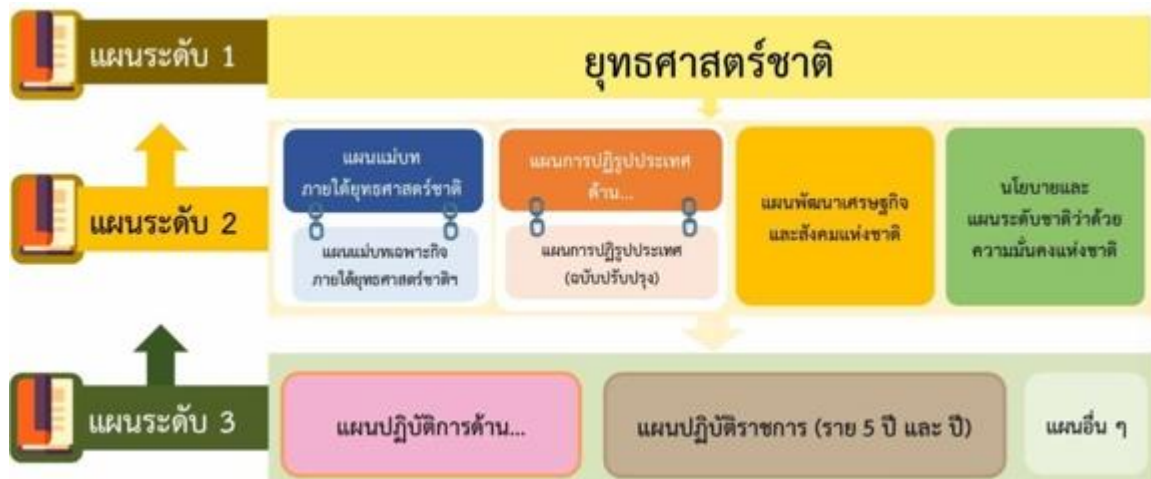 แผนระดับ 1
ยุทธศาสตร์ชาติ
แผนระดับ 2
แผนแม่บท
ภายใต้ยุทธศาสตร์ชาติ
แผนแม่บทเฉพาะกิจ
ภายใต้ยุทธศาสตร์ชาติฯ
แผนการปฏิรูปประเทศ
ด้าน...
แผนการปฏิรูปประเทศ
(ฉบับปรับปรุง)
แผนพัฒนาเศรษฐกิจ
และสังคมแห่งชาติ
นโยบายและ
แผนระดับชาติว่าด้วย
ความมั่นคงแห่งชาติ
แผนระดับ 3
แผนปฏิบัติการด้าน...
แผนปฏิบัติราชการ (ราย 5 ปี และ ปี)
แผนอื่น ๆ